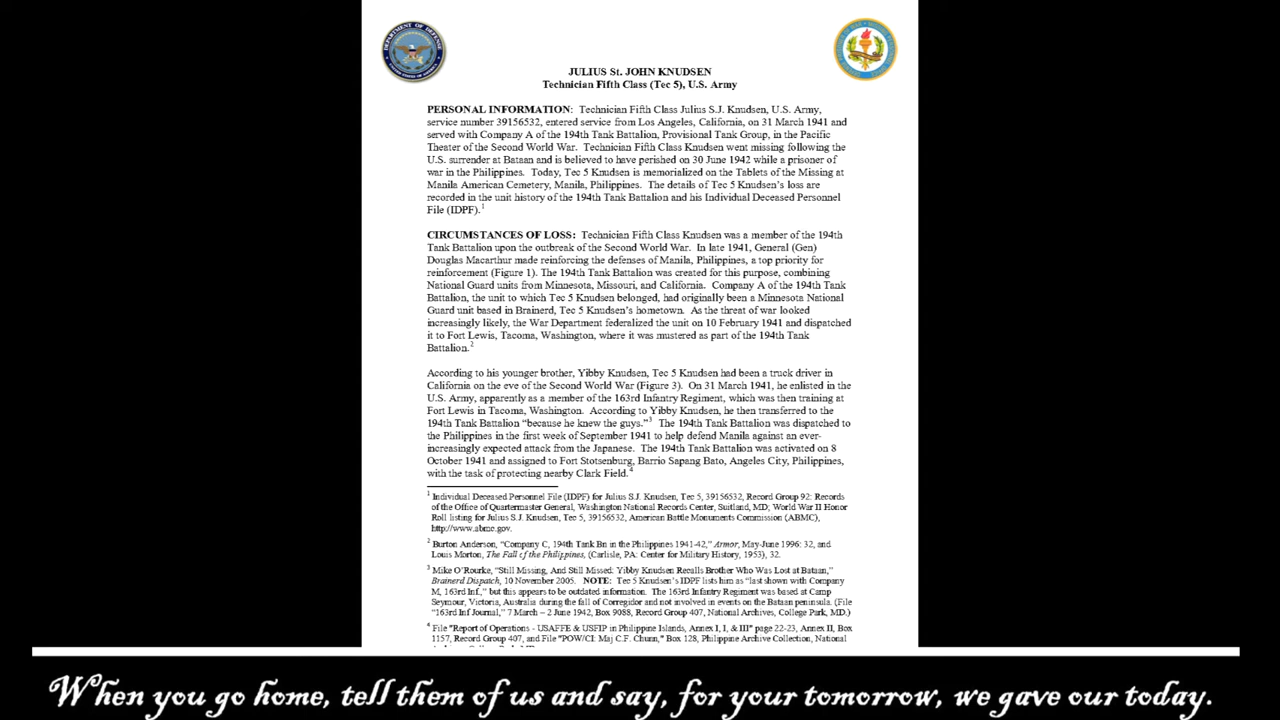 JULIUS St. JOHN KNUDSEN
Technician Fifth Class (Tec 5), U.S. Army
PERSONAL INFORMATION: Technician Fifth Class Julius S.J. Knudsen, U.S. Army,
service number 39156532, entered service from Los Angeles, California, on 31 March 1941 and
served with Company A of the 194th Tank Battalion, Provisional Tank Group, in the Pacific
Theater of the Second World War. Technician Fifth Class Knudsen went missing following the
U.S. surrender at Bataan and is believed to have perished on 30 June 1942 while a prisoner of
war in the Philippines. Today, Tec 5 Knudsen is memorialized on the Tablets of the Missing at
Manila American Cemetery, Manila, Philippines. The details of Tec 5 Knudsen's loss are
recorded in the unit history of the 194th Tank Battalion and his Individual Deceased Personnel
File (IDPF).1
CIRCUMSTANCES OF LOSS: Technician Fifth Class Knudsen was a member of the 194th
Tank Battalion upon the outbreak of the Second World War. In late 1941, General (Gen)
Douglas Macarthur made reinforcing the defenses of Manila, Philippines, a top priority for
reinforcement (Figure 1). The 194th Tank Battalion was created for this purpose, combining
National Guard units from Minnesota, Missouri, and California. Company A of the 194th Tank
Battalion, the unit to which Tec 5 Knudsen belonged, had originally been a Minnesota National
Guard unit based in Brainerd, Tec 5 Knudsen's hometown. As the threat of war looked
increasingly likely, the War Department federalized the unit on 10 February 1941 and dispatched
it to Fort Lewis, Tacoma, Washington, where it was mustered as part of the 194th Tank
Battalion.2
According to his younger brother, Yibby Knudsen, Tec 5 Knudsen had been a truck driver in
California on the eve of the Second World War (Figure 3). On 31 March 1941, he enlisted in the
U.S. Army, apparently as a member of the 163rd Infantry Regiment, which was then training at
Fort Lewis in Tacoma, Washington. According to Yibby Knudsen, he then transferred to the
194th Tank Battalion "because he knew the guys."3 The 194th Tank Battalion was dispatched to
the Philippines in the first week of September 1941 to help defend Manila against an ever-
increasingly expected attack from the Japanese. The 194th Tank Battalion was activated on 8
October 1941 and assigned to Fort Stotsenburg, Barrio Sapang Bato, Angeles City, Philippines,
with the task of protecting nearby Clark Field.4
1 Individual Deceased Personnel File (IDPF) for Julius S.J. Knudsen, Tec 5, 39156532, Record Group 92: Records
of the Office of Quartermaster General, Washington National Records Center, Suitland, MD; World War II Honor
Roll listing for Julius S.J. Knudsen, Tec 5, 39156532, American Battle Monuments Commission (ABMC),
http://www.abmc.gov.
2 Burton Anderson, "Company C, 194th Tank Bn in the Philippines 1941-42," Armor, May-June 1996: 32, and
Louis Morton, The Fall of the Philippines, (Carlisle, PA: Center for Military History, 1953), 32.
3 Mike O'Rourke, "Still Missing, And Still Missed: Yibby Knudsen Recalls Brother Who Was Lost at Bataan,"
Brainerd Dispatch, 10 November 2005. NOTE: Tec 5 Knudsen's IDPF lists him as "last shown with Company
M, 163rd Inf.," but this appears to be outdated information. The 163rd Infantry Regiment was based at Camp
Seymour, Victoria, Australia during the fall of Corregidor and not involved in events on the Bataan peninsula. (File
"163rd Inf Journal," 7 March – 2 June 1942, Box 9088, Record Group 407, National Archives, College Park, MD.)
4 File "Report of Operations - USAFFE & USFIP in Philippine Islands, Annex I, I, & III" page 22-23, Annex II, Box
1157, Record Group 407, and File "POW/CI: Maj C.F. Chunn," Box 128, Philippine Archive Collection, National
When you go home, tell them of us and say, for your tomorrow, we gave our today.